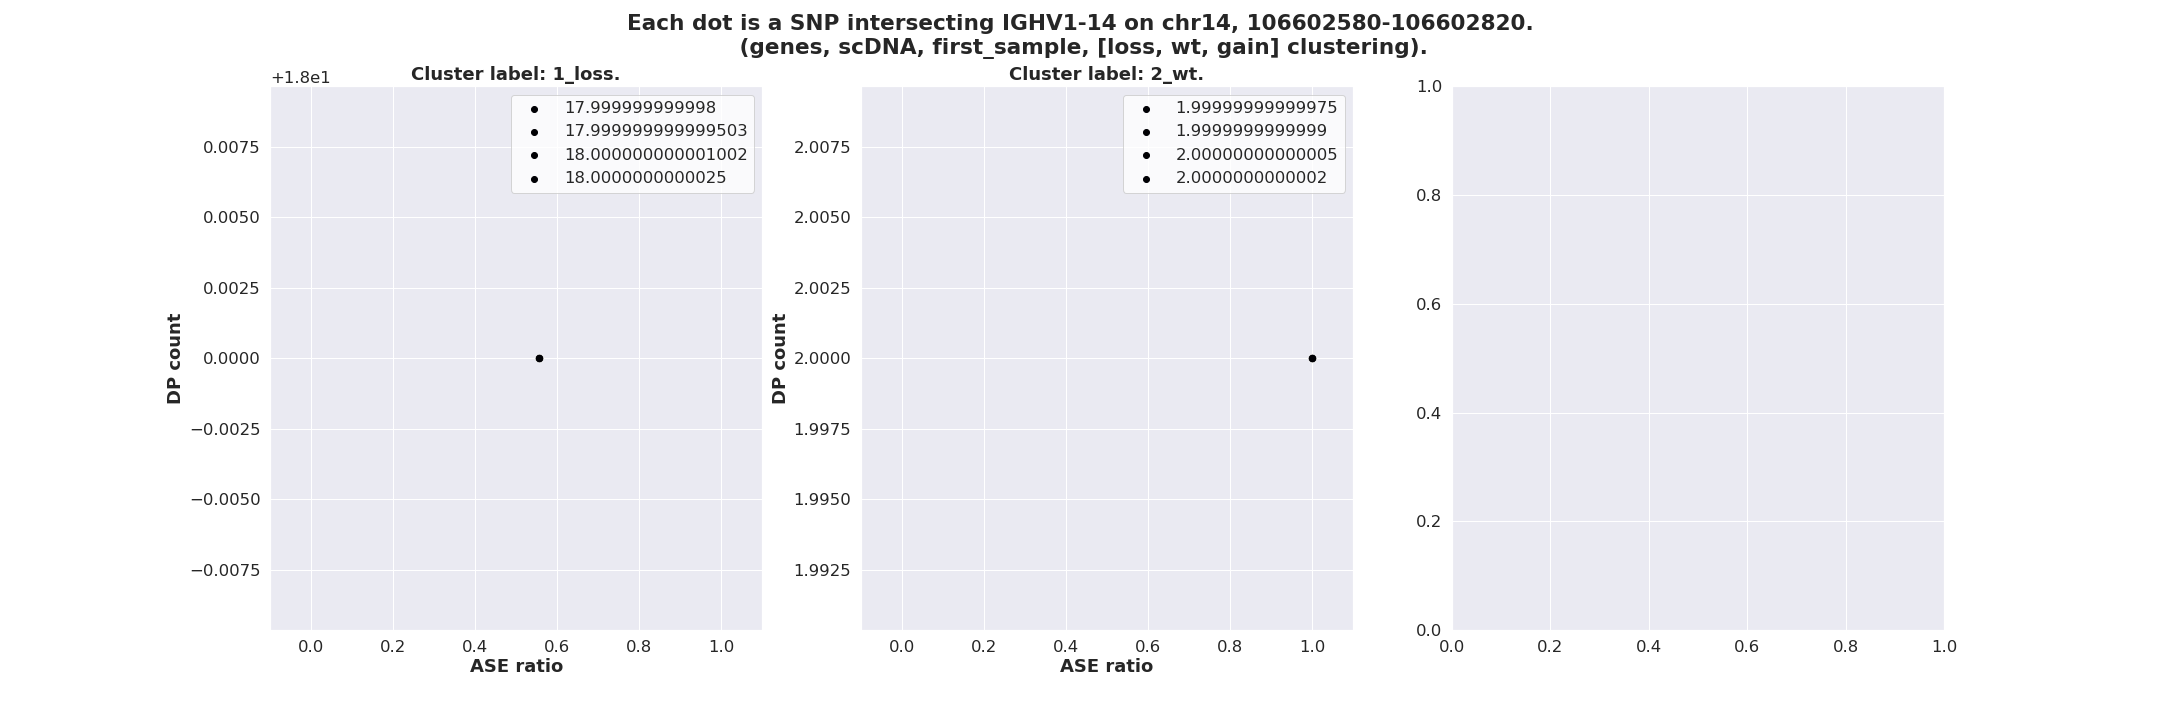 Each dot is a SNP intersecting IGHV1-14 on chr14, 106602580-106602820.
(genes, scDNA, first_sample, [loss, wt, gain] clustering).
+1.8e1
Cluster label: 1_loss.
17.999999999998
17.999999999999503
18.000000000001002
18.0000000000025
0.0075
0.0050
0.0025
0.0000
−0.0025
−0.0050
−0.0075
DP count
0.0 0.2 0.4 0.6 0.8 1.0
ASE ratio
Cluster label: 2_wt.
1.99999999999975
1.9999999999999
2.00000000000005
2.0000000000002
2.0075
2.0050
2.0025
2.0000
1.9975
1.9950
1.9925
DP count
0.0 0.2 0.4 0.6 0.8 1.0
ASE ratio
1.0
0.8
0.6
0.4
0.2
0.0
0.0 0.2 0.4 0.6 0.8 1.0